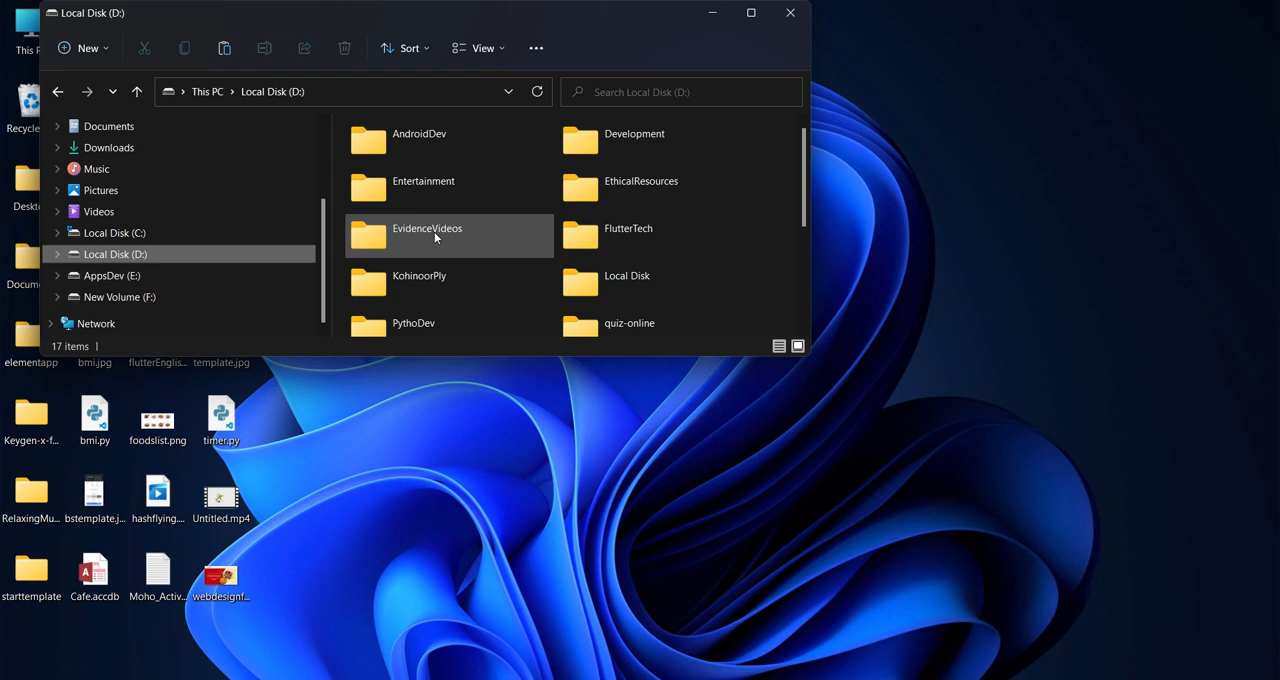 Local Disk (D:)
New
Sort
View
This PC > Local Disk (D:)
Search Local Disk (D:)
Documents
Downloads
Music
Pictures
Videos
Local Disk (C:)
Local Disk (D:)
AppsDev (E:)
New Volume (F:)
Network
AndroidDev
Development
Entertainment
EthicalResources
EvidenceVideos
FlutterTech
KohinoorPly
Local Disk
PythoDev
quiz-online
17 items
This P
Recycle
Deskt
Docum
elementapp
bmi.jpg
flutterEnglis...
template.jpg
Keygen-x-f...
bmi.py
foodslist.png
timer.py
RelaxingMu...
bstemplate.j...
hashflying....
Untitled.mp4
starttemplate
Cafe.accdb
Moho_Activ...
webdesignf...